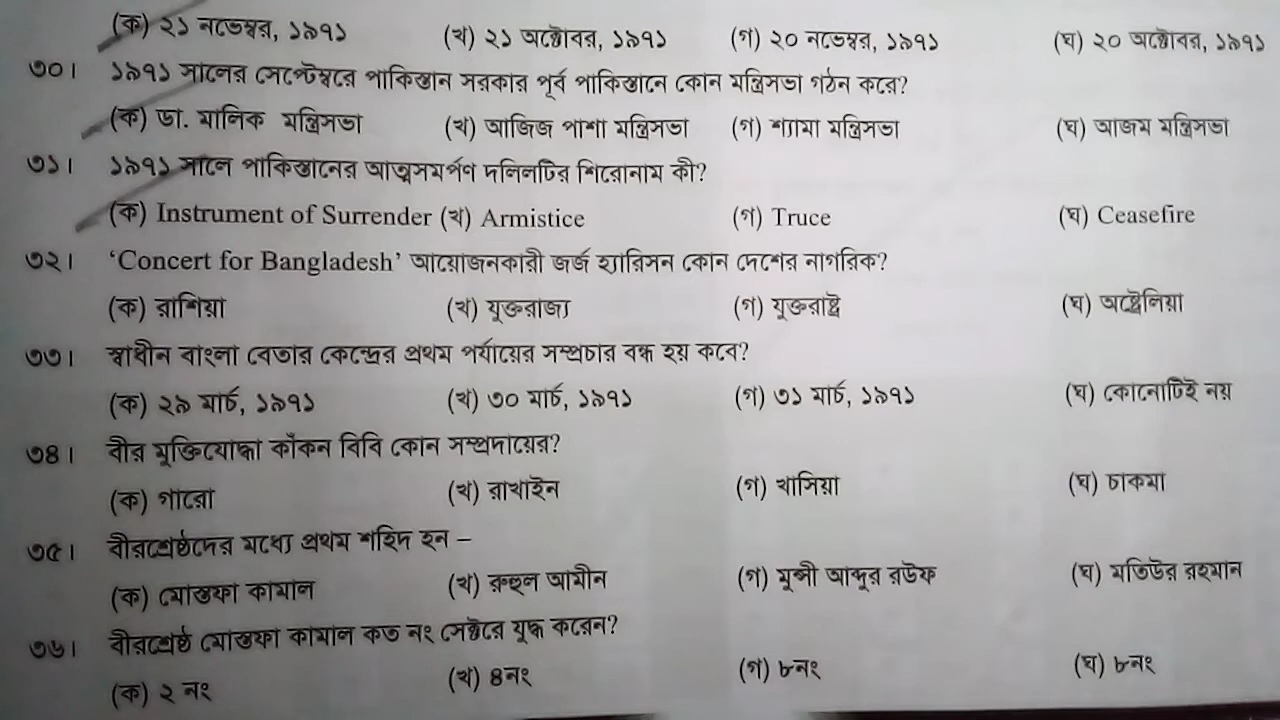 (ক) ২১ নভেম্বর, ১৯৭১ (খ) ২১ অক্টোবর, ১৯৭১ (গ) ২০ নভেম্বর, ১৯৭১ (ঘ) ২০ অক্টোবর, ১৯৭১
৩০। ১৯৭১ সালের সেপ্টেম্বরে পাকিস্তান সরকার পূর্ব পাকিস্তানে কোন মন্ত্রিসভা গঠন করে?
(ক) ডা. মালিক মন্ত্রিসভা (খ) আজিজ পাশা মন্ত্রিসভা (গ) শ্যামা মন্ত্রিসভা (ঘ) আজম মন্ত্রিসভা
৩১। ১৯৭১ সালে পাকিস্তানের আত্মসমর্পণ দলিলটির শিরোনাম কী?
(ক) Instrument of Surrender (খ) Armistice (গ) Truce (ঘ) Ceasefire
৩২। ‘Concert for Bangladesh’ আয়োজনকারী জর্জ হ্যারিসন কোন দেশের নাগরিক?
(ক) রাশিয়া (খ) যুক্তরাজ্য (গ) যুক্তরাষ্ট্র (ঘ) অস্ট্রেলিয়া
৩৩। স্বাধীন বাংলা বেতার কেন্দ্রের প্রথম পর্যায়ের সম্প্রচার বন্ধ হয় কবে?
(ক) ২৯ মার্চ, ১৯৭১ (খ) ৩০ মার্চ, ১৯৭১ (গ) ৩১ মার্চ, ১৯৭১ (ঘ) কোনোটিই নয়
৩৪। বীর মুক্তিযোদ্ধা কাঁকন বিবি কোন সম্প্রদায়ের?
(ক) গারো (খ) রাখাইন (গ) খাসিয়া (ঘ) চাকমা
৩৫। বীরশ্রেষ্ঠদের মধ্যে প্রথম শহিদ হন –
(ক) মোস্তফা কামাল (খ) রুহুল আমীন (গ) মুন্সী আব্দুর রউফ (ঘ) মতিউর রহমান
৩৬। বীরশ্রেষ্ঠ মোস্তফা কামাল কত নং সেক্টরে যুদ্ধ করেন?
(ক) ২ নং (খ) ৪নং (গ) ৮নং (ঘ) ৮নং